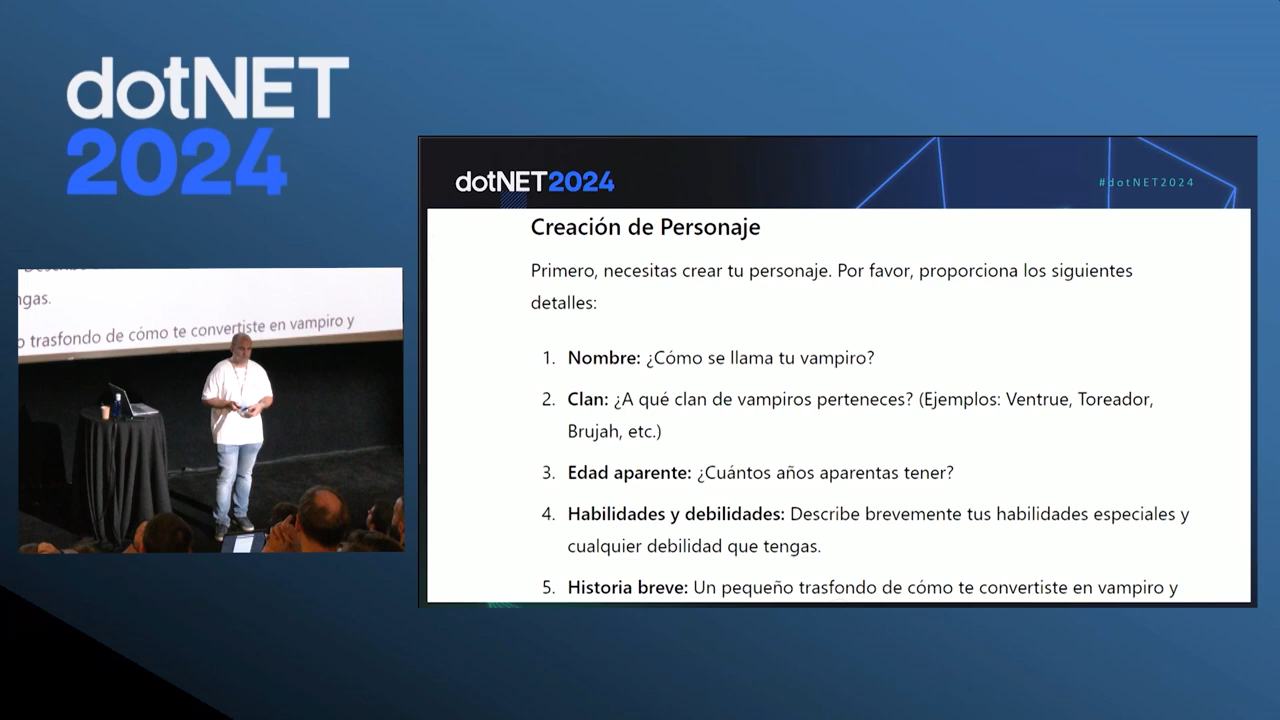 dotNET
2024
dotNET2024
#dotNET2024
Creación de Personaje
Primero, necesitas crear tu personaje. Por favor, proporciona los siguientes
detalles:
1. Nombre: ¿Cómo se llama tu vampiro?
2. Clan: ¿A qué clan de vampiros perteneces? (Ejemplos: Ventrue, Toreador,
Brujah, etc.)
3. Edad aparente: ¿Cuántos años aparentas tener?
4. Habilidades y debilidades: Describe brevemente tus habilidades especiales y
cualquier debilidad que tengas.
5. Historia breve: Un pequeño trasfondo de cómo te convertiste en vampiro y
ngas.
o trasfondo de cómo te convertiste en vampiro y